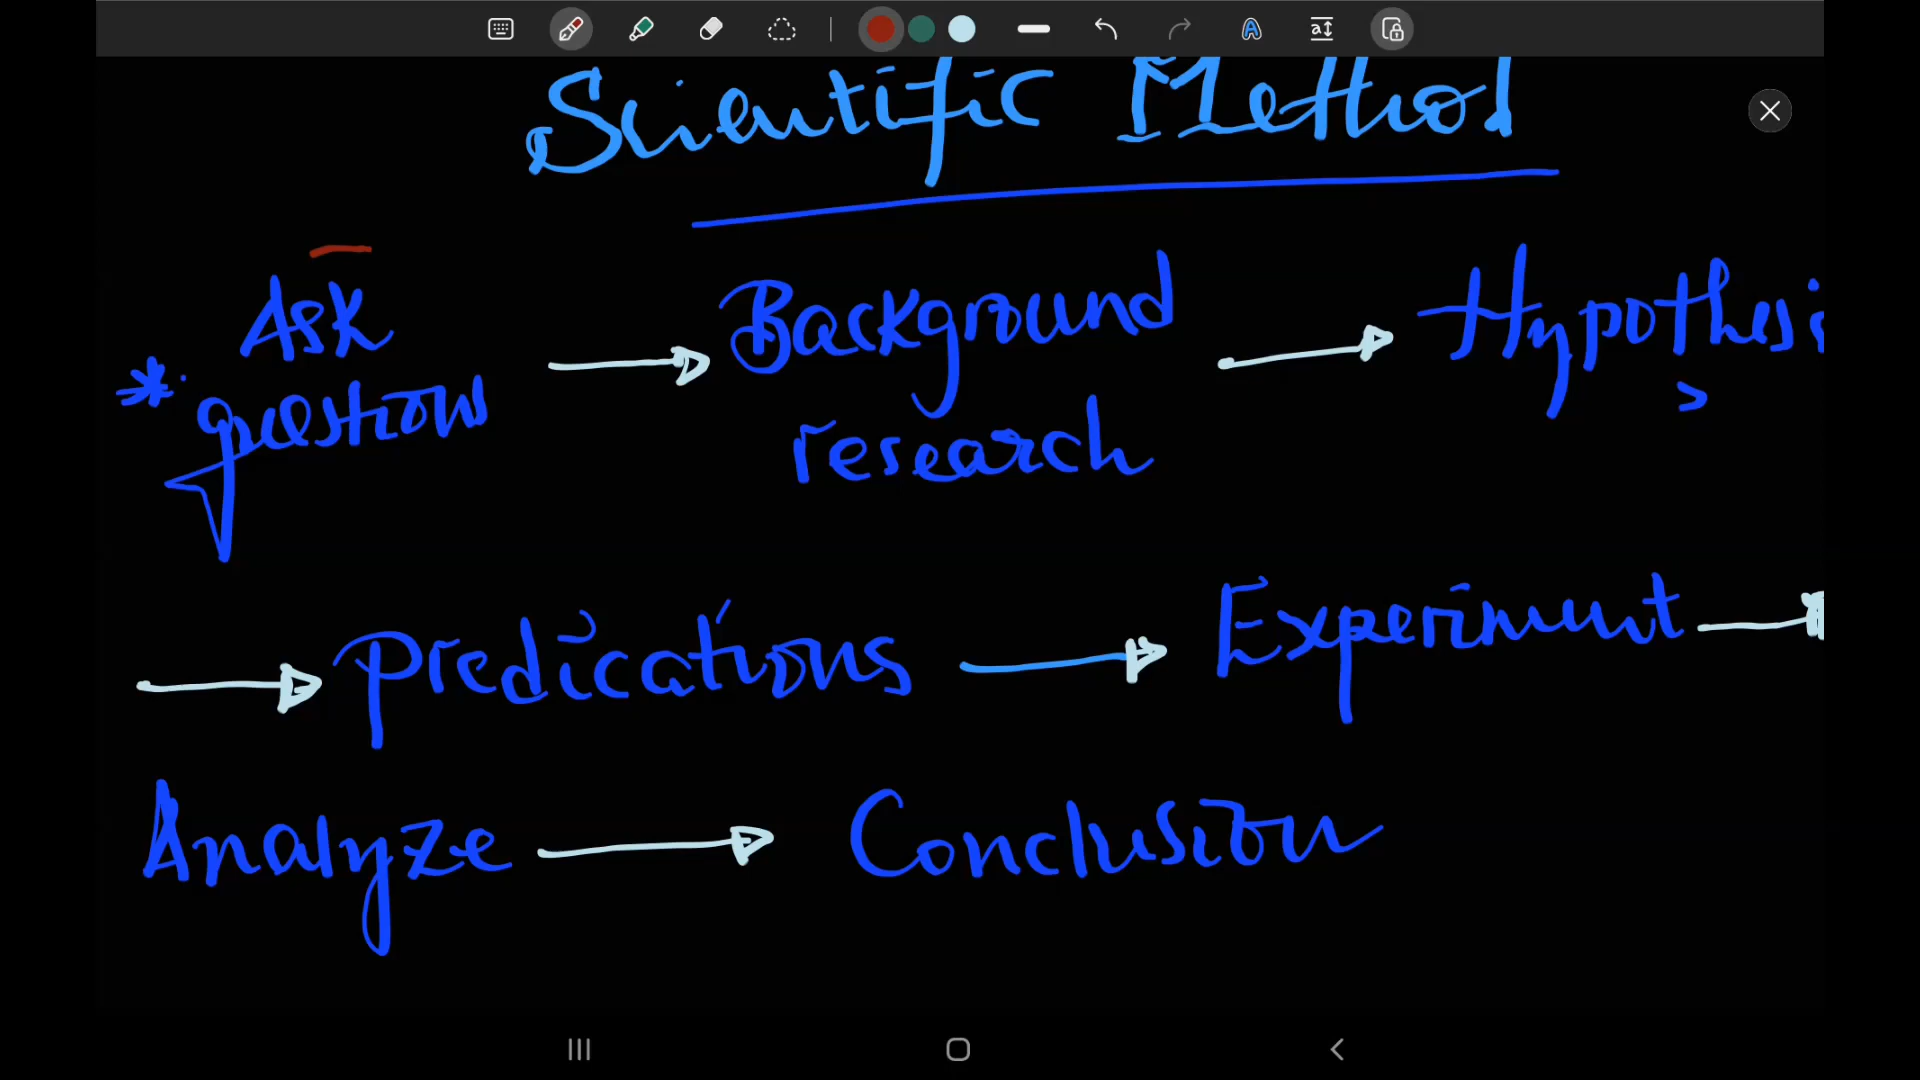 Scientific Method
Ask → Background → Hypothesi
* question research
→ Predications → Experiment →
Analyze → Conclusion